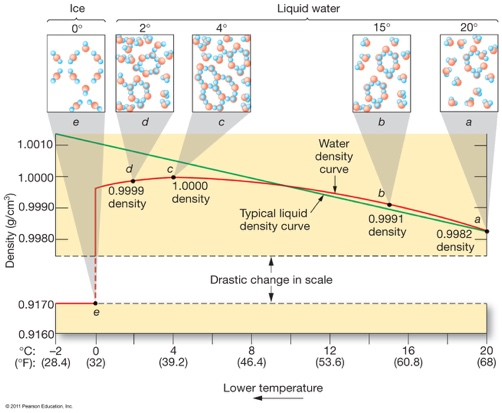 Ice
Liquid water
0°
2°
4°
15°
20°
e
d
c
b
a
1.0010
1.0000
0.9990
0.9980
0.9170
0.9160
Density (g/cm³)
d
c
0.9999
density
1.0000
density
Water
density
curve
Typical liquid
density curve
b
0.9991
density
a
0.9982
density
Drastic change in scale
e
°C:
–2
0
4
8
12
16
20
(°F):
(28.4)
(32)
(39.2)
(46.4)
(53.6)
(60.8)
(68)
Lower temperature
© 2011 Pearson Education, Inc.